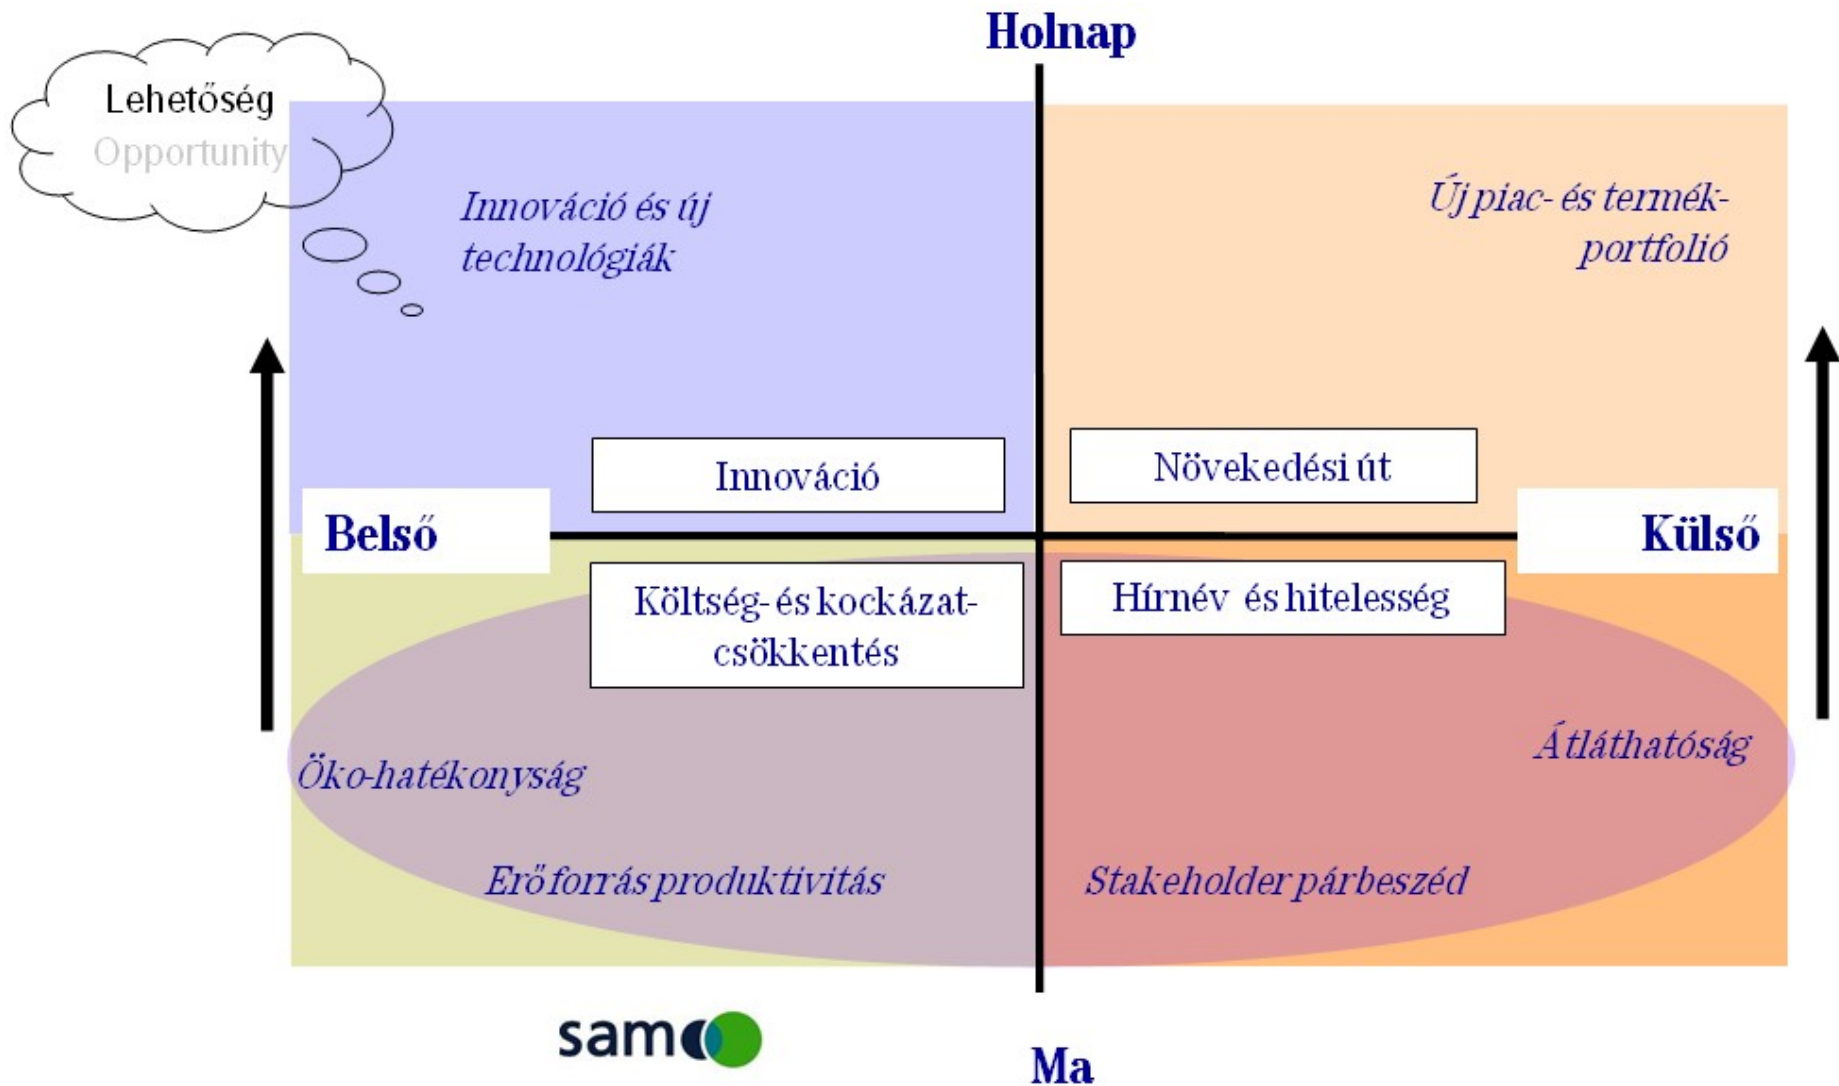 Holnap
Lehetőség
Opportunity
Innováció és új
technológiák
Új piac- és termék-
portfolió
Innováció
Növekedési út
Belső
Külső
Költség- és kockázat-
csökkentés
Hírnév és hitelesség
Öko-hatékonyság
Átláthatóság
Erőforrás produktivitás
Stakeholder párbeszéd
sam
Ma